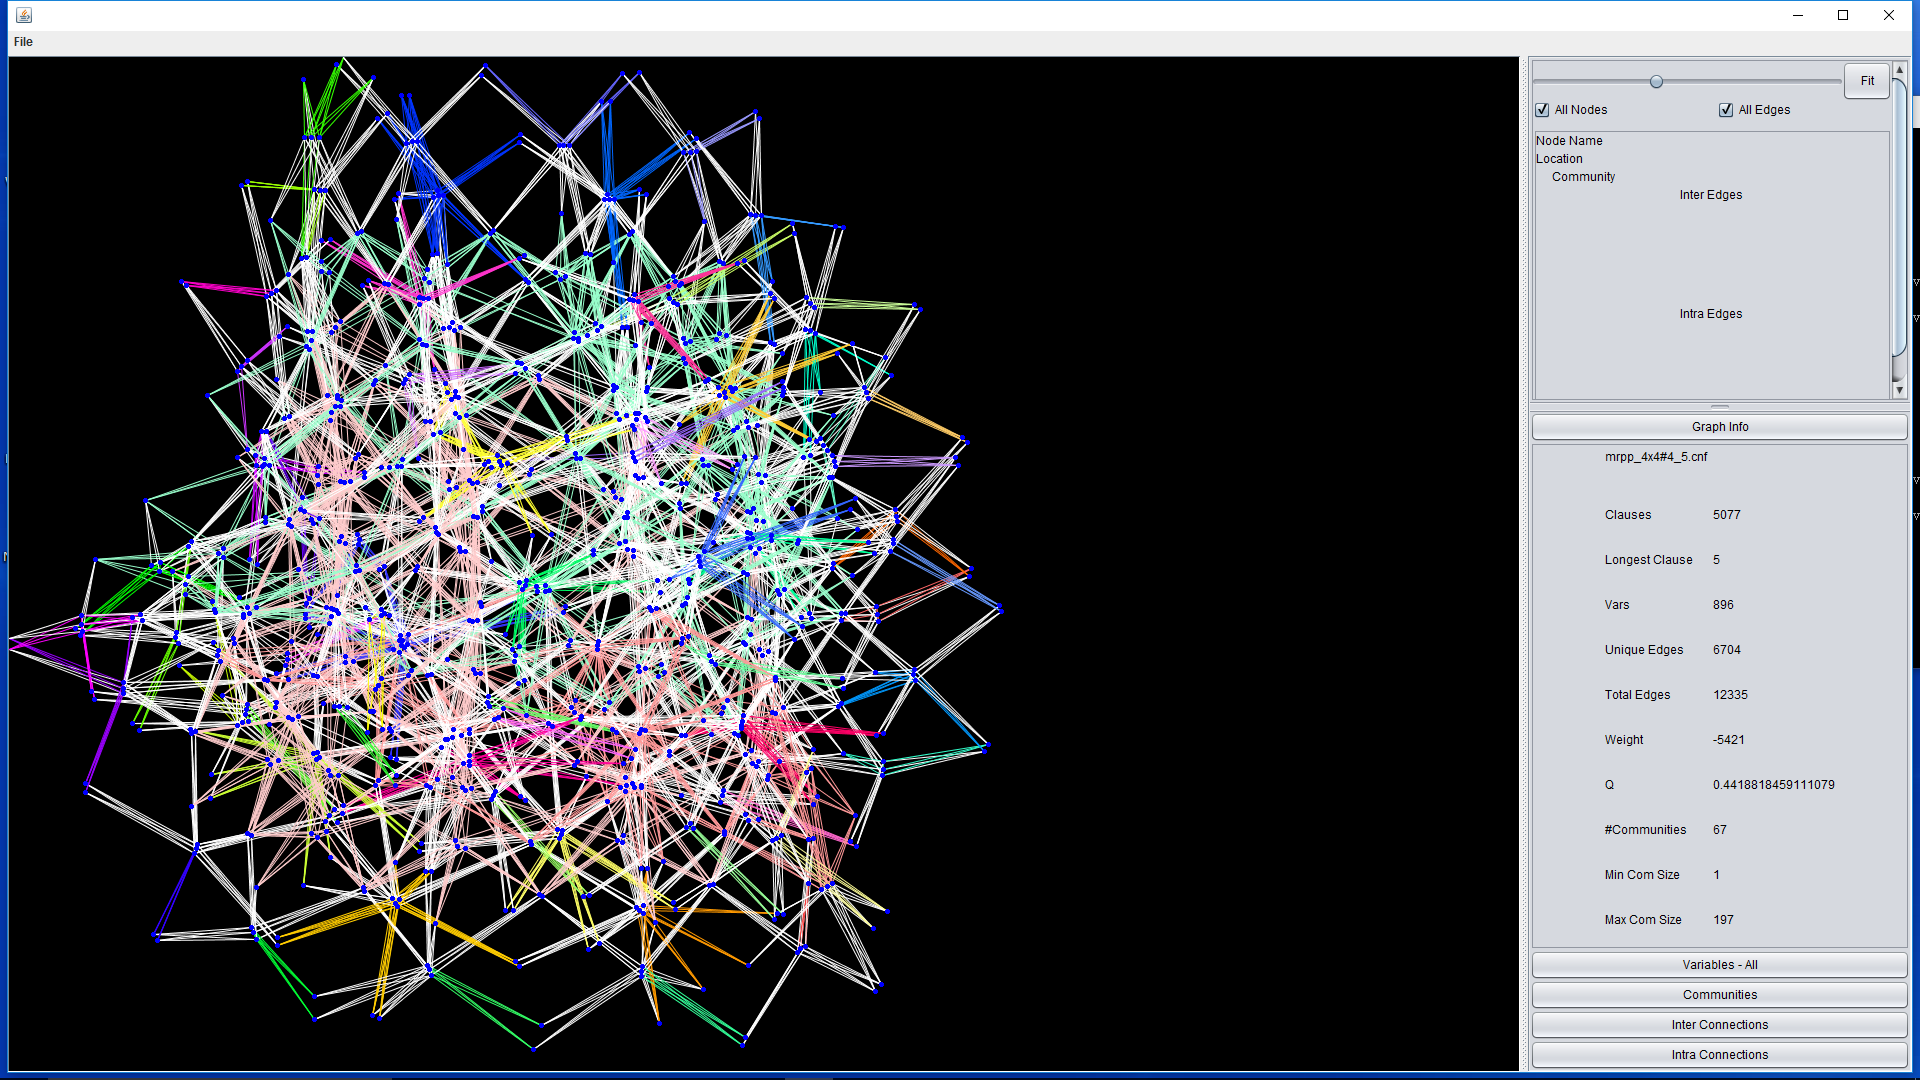 File
Fit
All Nodes All Edges
Node Name
Location
Community
Inter Edges
Intra Edges
Graph Info
mrpp_4x4#4_5.cnf
Clauses 5077
Longest Clause 5
Vars 896
Unique Edges 6704
Total Edges 12335
Weight -5421
Q 0.4418818459111079
#Communities 67
Min Com Size 1
Max Com Size 197
Variables - All
Communities
Inter Connections
Intra Connections